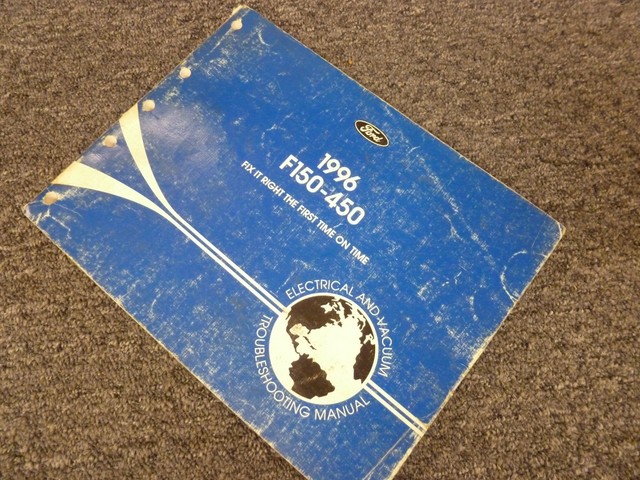 Ford
1996
F150-450
FIX IT RIGHT THE FIRST TIME ON TIME
ELECTRICAL AND VACUUM
TROUBLESHOOTING MANUAL